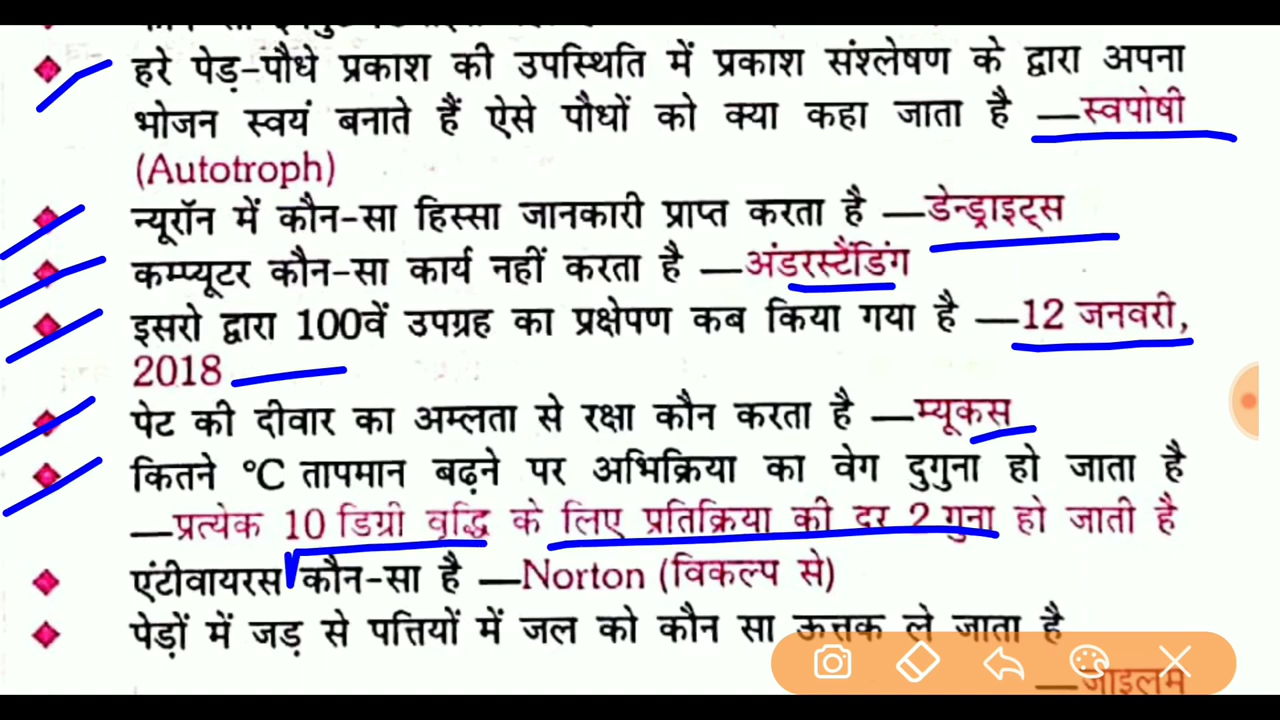 हरे पेड़-पौधे प्रकाश की उपस्थिति में प्रकाश संश्लेषण के द्वारा अपना
भोजन स्वयं बनाते हैं ऐसे पौधों को क्या कहा जाता है —स्वपोषी
(Autotroph)
न्यूरॉन में कौन-सा हिस्सा जानकारी प्राप्त करता है —डेन्ड्राइट्स
कम्प्यूटर कौन-सा कार्य नहीं करता है —अंडरस्टैंडिंग
इसरो द्वारा 100वें उपग्रह का प्रक्षेपण कब किया गया है —12 जनवरी,
2018
पेट की दीवार का अम्लता से रक्षा कौन करता है —म्यूकस
कितने °C तापमान बढ़ने पर अभिक्रिया का वेग दुगुना हो जाता है
—प्रत्येक 10 डिग्री वृद्धि के लिए प्रतिक्रिया की दर 2 गुना हो जाती है
एंटीवायरस कौन-सा है —Norton (विकल्प से)
पेड़ों में जड़ से पत्तियों में जल को कौन सा ऊत्तक ले जाता है
—जाइलम